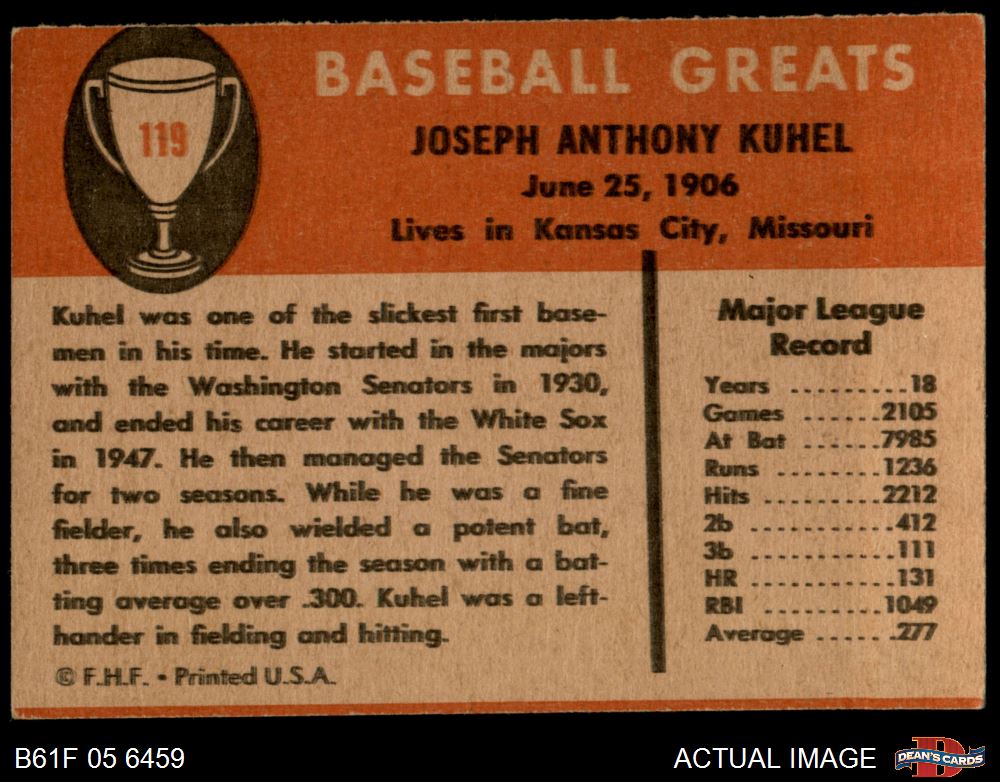 119
BASEBALL GREATS
JOSEPH ANTHONY KUHEL
June 25, 1906
Lives in Kansas City, Missouri
Kuhel was one of the slickest first base-
men in his time. He started in the majors
with the Washington Senators in 1930,
and ended his career with the White Sox
in 1947. He then managed the Senators
for two seasons. While he was a fine
fielder, he also wielded a potent bat,
three times ending the season with a bat-
ting average over .300. Kuhel was a left-
hander in fielding and hitting.
© F.H.F. • Printed U.S.A.
Major League
Record
Years .........18
Games .......2105
At Bat .......7985
Runs .........1236
Hits ..........2212
2b ............412
3b ............111
HR ............131
RBI ..........1049
Average .......277
B61F 05 6459
ACTUAL IMAGE
D
DEAN'S CARDS